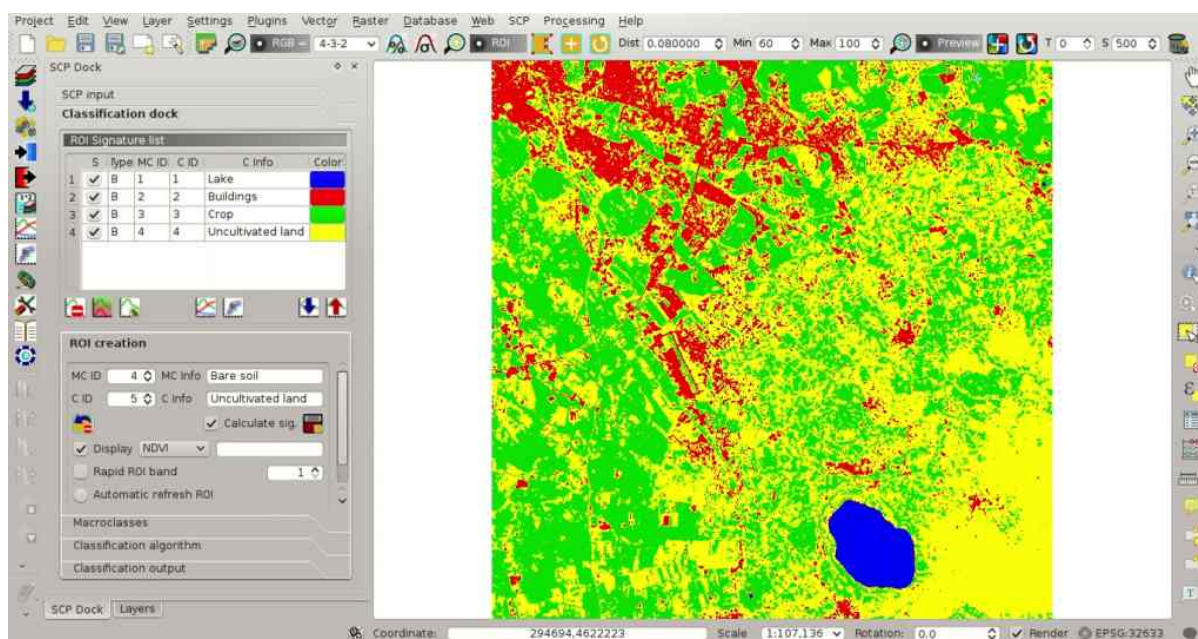 Project Edit View Layer Settings Plugins Vector Raster Database Web SCP Processing Help
RGB = 4-3-2 ROI Dist 0.080000 Min 60 Max 100 Preview T 0 S 500
SCP Dock
SCP input
Classification dock
ROI Signature list
S Type MC ID C ID C Info Color
1 B 1 1 Lake
2 B 2 2 Buildings
3 B 3 3 Crop
4 B 4 4 Uncultivated land
ROI creation
MC ID 4 MC Info Bare soil
C ID 5 C Info Uncultivated land
Calculate sig.
Display NDVI
Rapid ROI band 1
Automatic refresh ROI
Macroclasses
Classification algorithm
Classification output
SCP Dock Layers
Coordinate: 294694,4622223 Scale 1:107,136 Rotation: 0.0 Render EPSG:32633